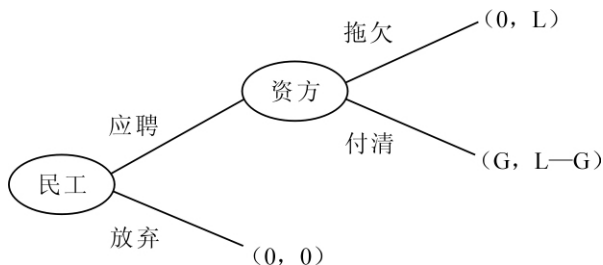 拖欠
(0，L)
资方
应聘
付清
(G，L—G)
民工
放弃
(0，0)